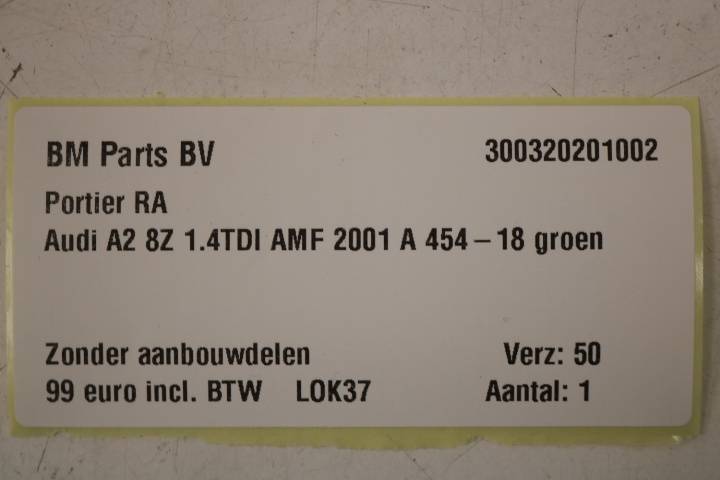 BM Parts BV 300320201002
Portier RA
Audi A2 8Z 1.4TDI AMF 2001 A 454 – 18 groen
Zonder aanbouwdelen Verz: 50
99 euro incl. BTW LOK37 Aantal: 1